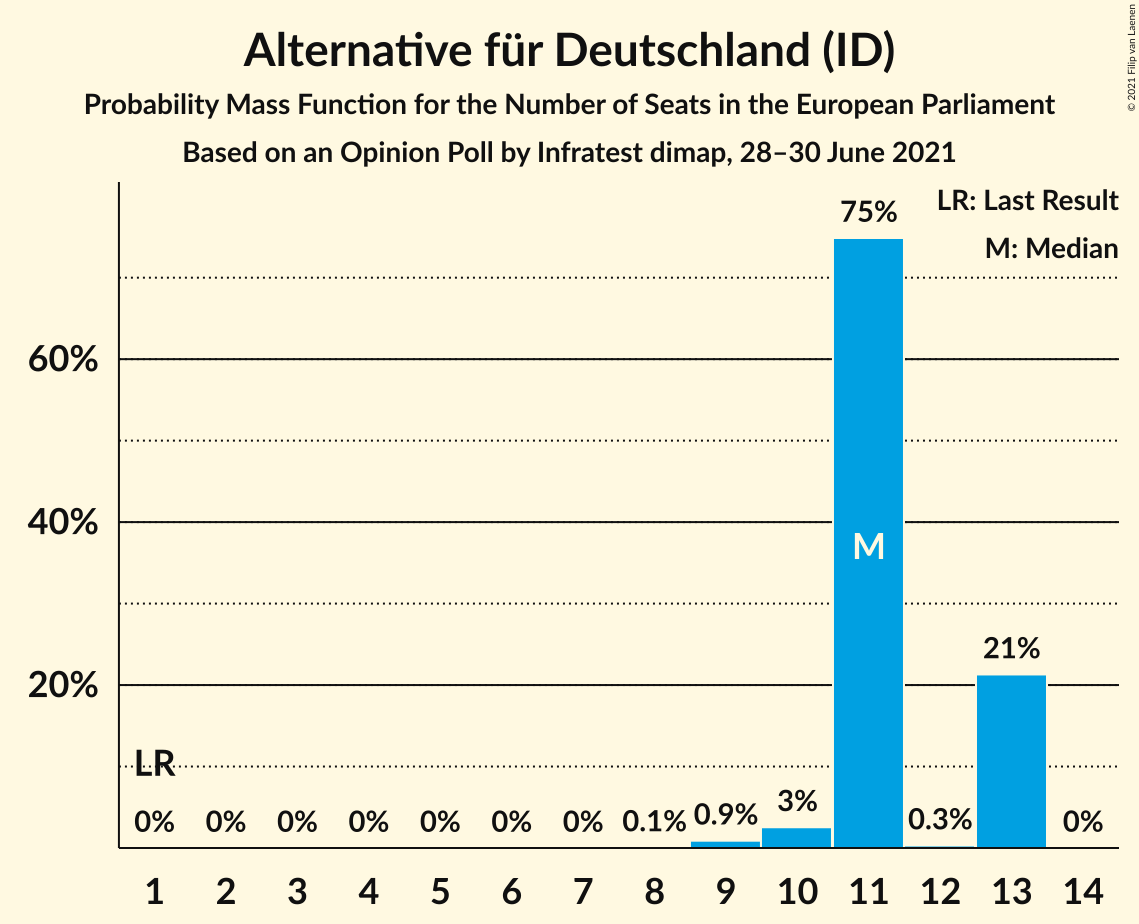 Alternative für Deutschland (ID)
Probability Mass Function for the Number of Seats in the European Parliament
Based on an Opinion Poll by Infratest dimap, 28–30 June 2021
© 2021 Filip van Laenen
LR: Last Result
M: Median
75%
60%
40%
M
21%
20%
LR
0% 0% 0% 0% 0% 0% 0% 0.1% 0.9% 3% 0.3% 0%
1 2 3 4 5 6 7 8 9 10 11 12 13 14